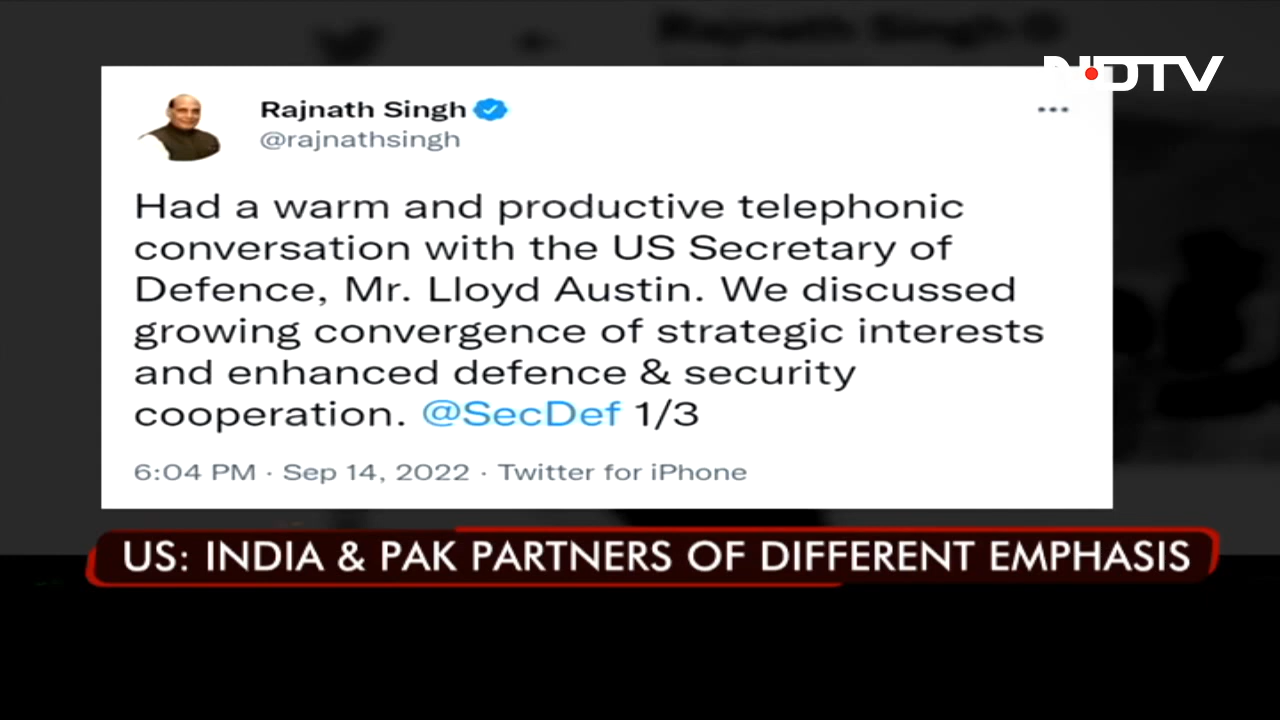 Rajnath Singh
NDTV
Rajnath Singh
@rajnathsingh
Had a warm and productive telephonic
conversation with the US Secretary of
Defence, Mr. Lloyd Austin. We discussed
growing convergence of strategic interests
and enhanced defence & security
cooperation. @SecDef 1/3
6:04 PM · Sep 14, 2022 · Twitter for iPhone
US: INDIA & PAK PARTNERS OF DIFFERENT EMPHASIS